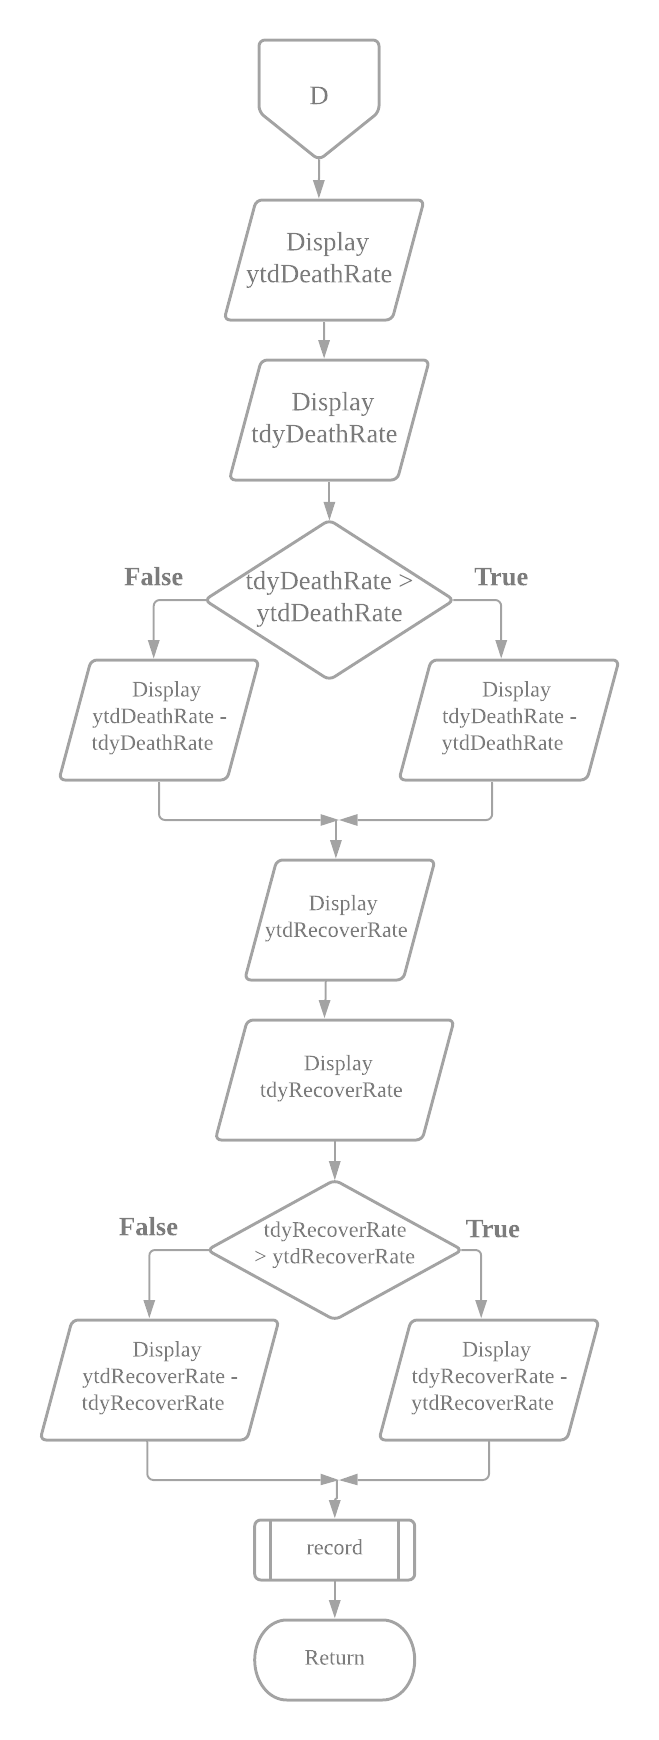 D
Display
ytdDeathRate
Display
tdyDeathRate
False
tdyDeathRate >
ytdDeathRate
True
Display
ytdDeathRate -
tdyDeathRate
Display
tdyDeathRate -
ytdDeathRate
Display
ytdRecoverRate
Display
tdyRecoverRate
False
tdyRecoverRate
> ytdRecoverRate
True
Display
ytdRecoverRate -
tdyRecoverRate
Display
tdyRecoverRate -
ytdRecoverRate
record
Return